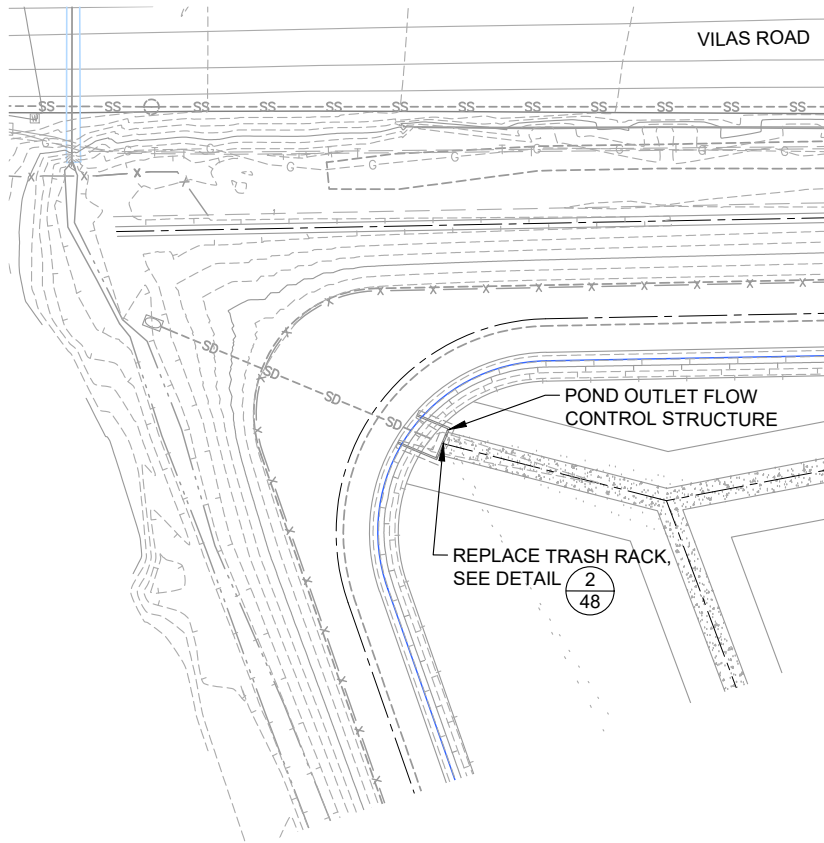 VILAS ROAD
SS SS SS SS SS SS SS SS SS SS SS
G G G G G G G
X X X X
X X X X X X X X X
SD
SD
SD
POND OUTLET FLOW
CONTROL STRUCTURE
REPLACE TRASH RACK,
SEE DETAIL
2
48
X
X
X
X
X
X